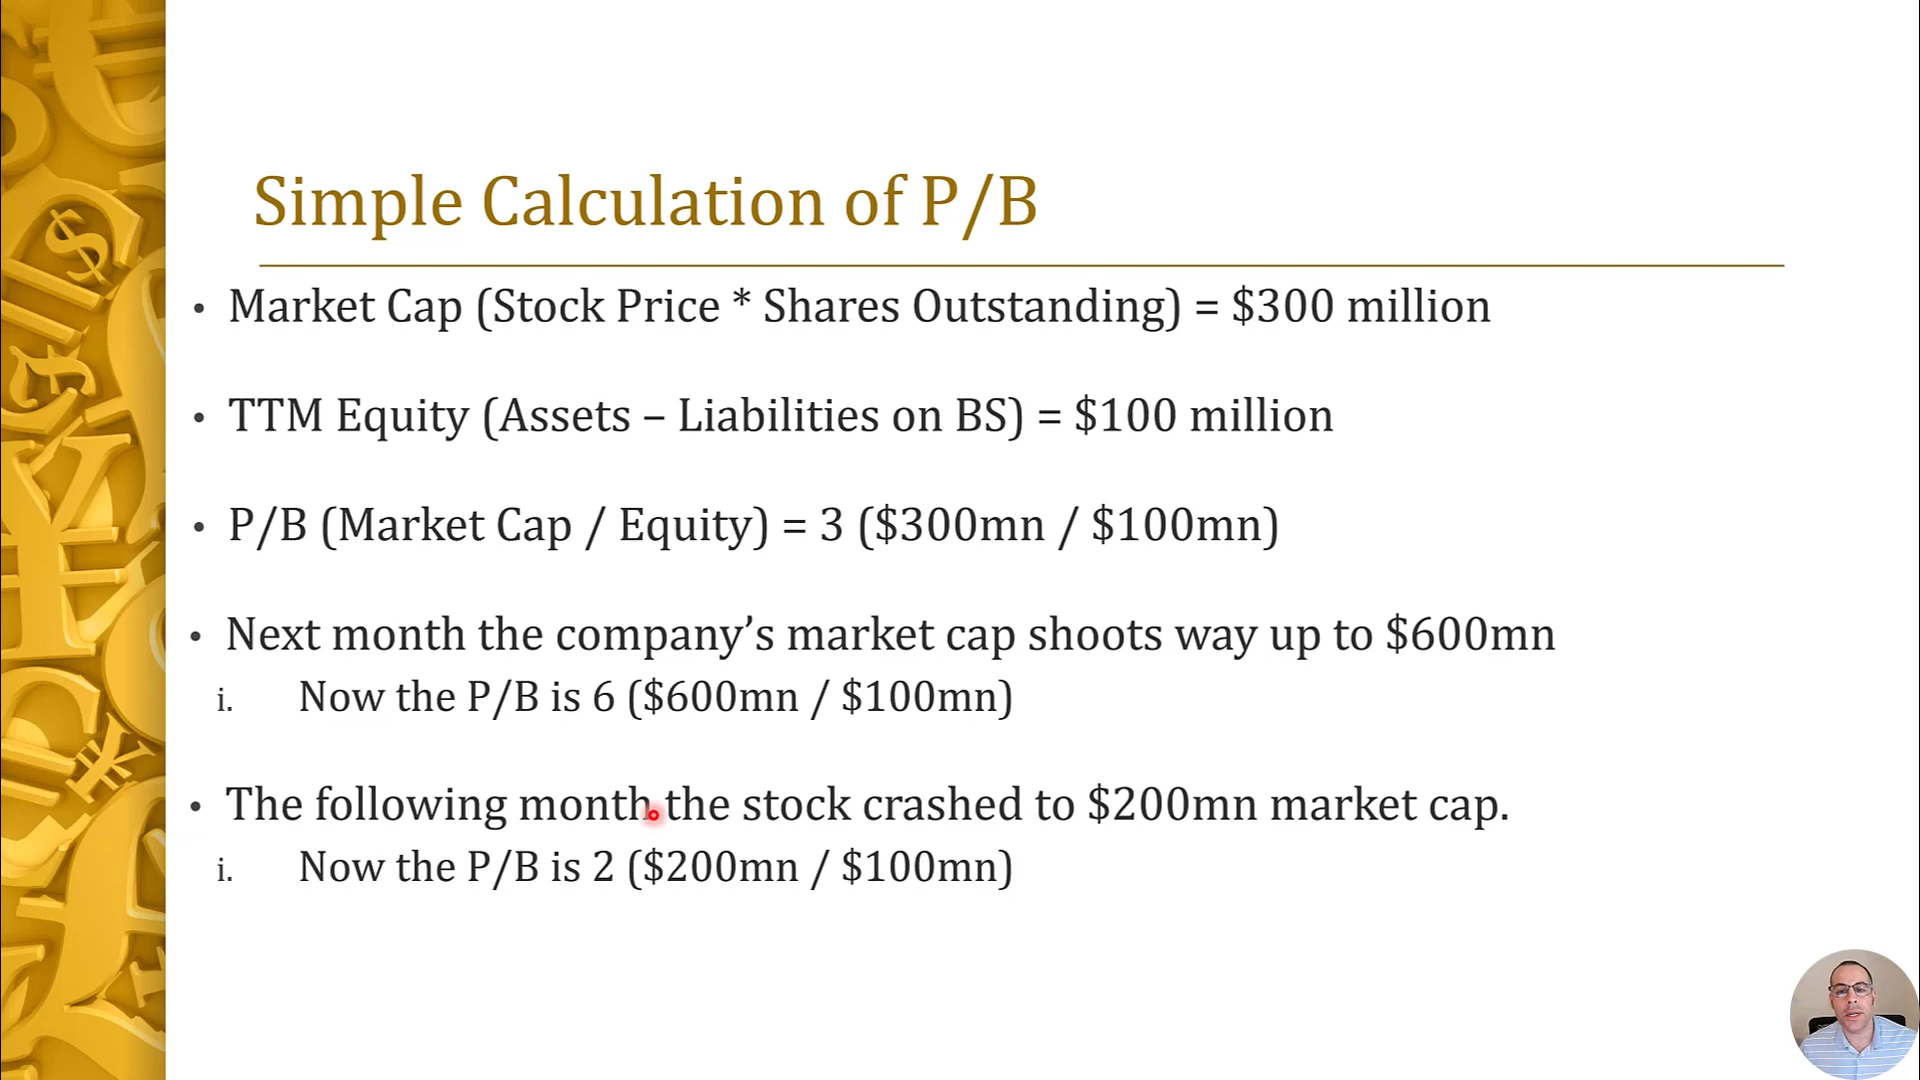 Simple Calculation of P/B
• Market Cap (Stock Price * Shares Outstanding) = $300 million
• TTM Equity (Assets – Liabilities on BS) = $100 million
• P/B (Market Cap / Equity) = 3 ($300mn / $100mn)
• Next month the company’s market cap shoots way up to $600mn
i. Now the P/B is 6 ($600mn / $100mn)
• The following month the stock crashed to $200mn market cap.
i. Now the P/B is 2 ($200mn / $100mn)